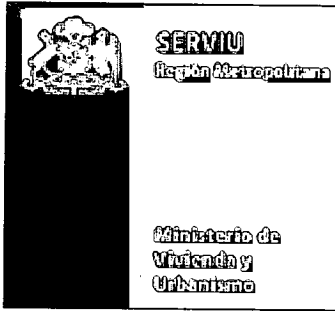 SERVIU
Región Metropolitana
Ministerio de
Vivienda y
Urbanismo